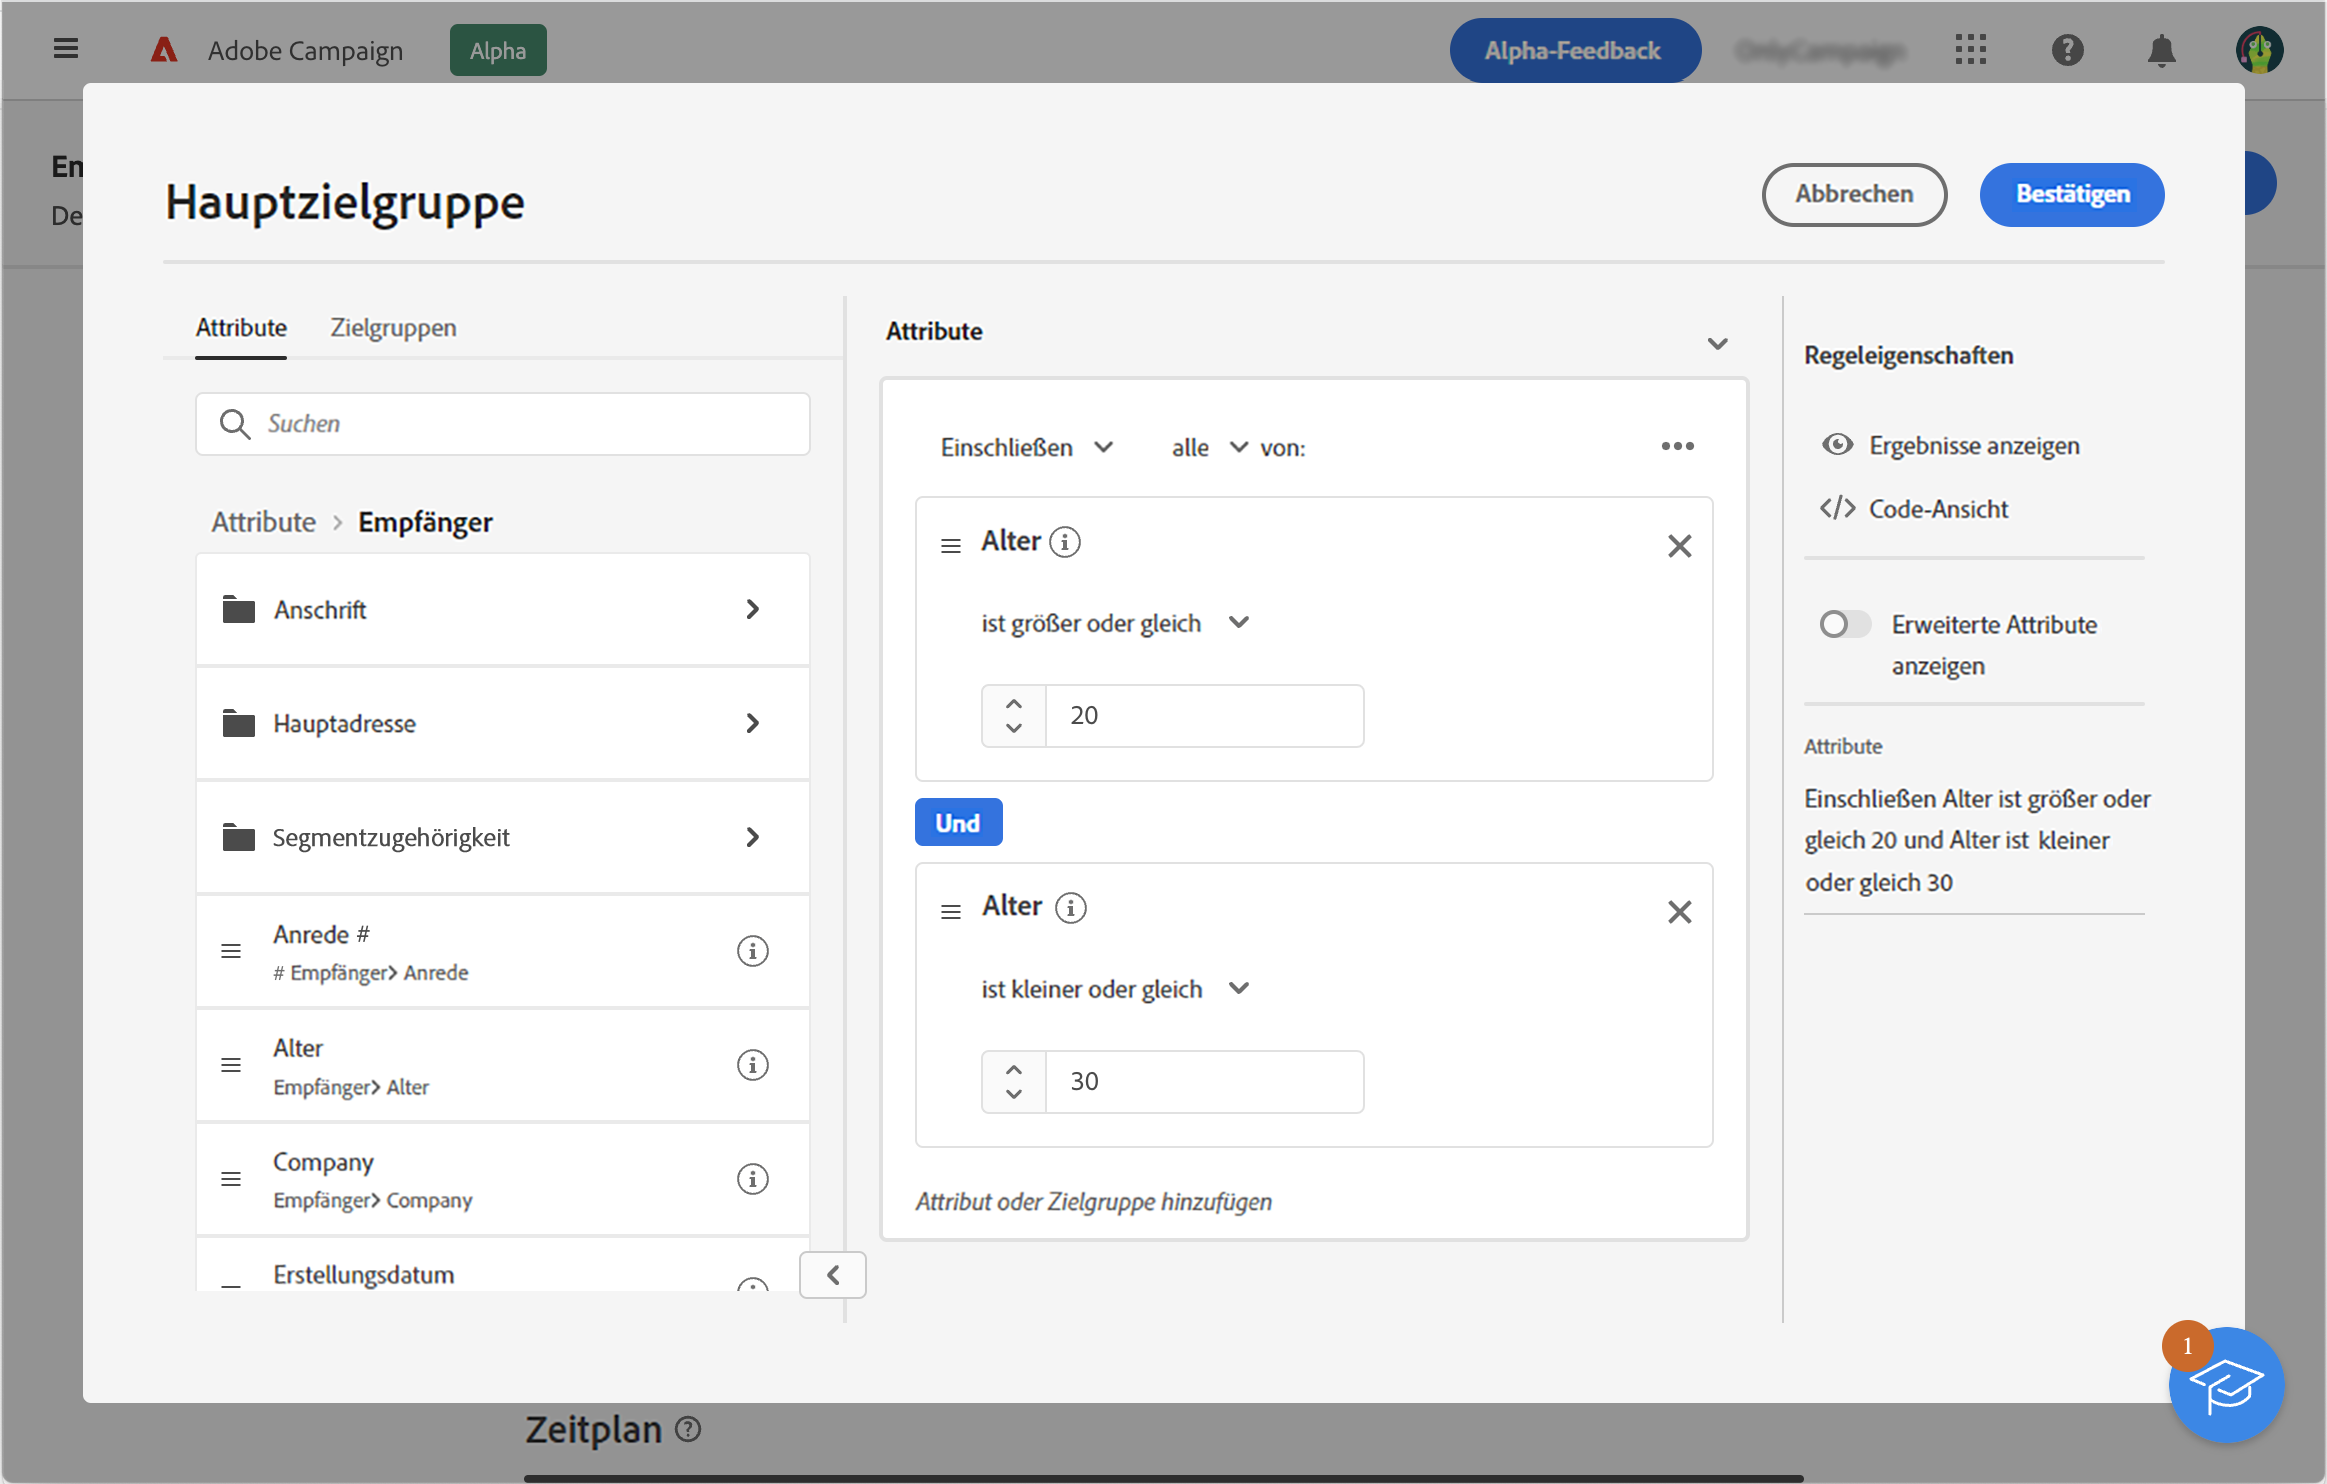 Adobe Campaign
Alpha
Alpha-Feedback
En
De
Hauptzielgruppe
Abbrechen
Bestätigen
Attribute
Zielgruppen
Suchen
Attribute > Empfänger
Anschrift
Hauptadresse
Segmentzugehörigkeit
Anrede #
# Empfänger> Anrede
Alter
Empfänger> Alter
Company
Empfänger> Company
Erstellungsdatum
Attribute
Einschließen alle von:
Alter
ist größer oder gleich
20
Und
Alter
ist kleiner oder gleich
30
Attribut oder Zielgruppe hinzufügen
Regeleigenschaften
Ergebnisse anzeigen
Code-Ansicht
Erweiterte Attribute
anzeigen
Attribute
Einschließen Alter ist größer oder
gleich 20 und Alter ist kleiner
oder gleich 30
1
Zeitplan